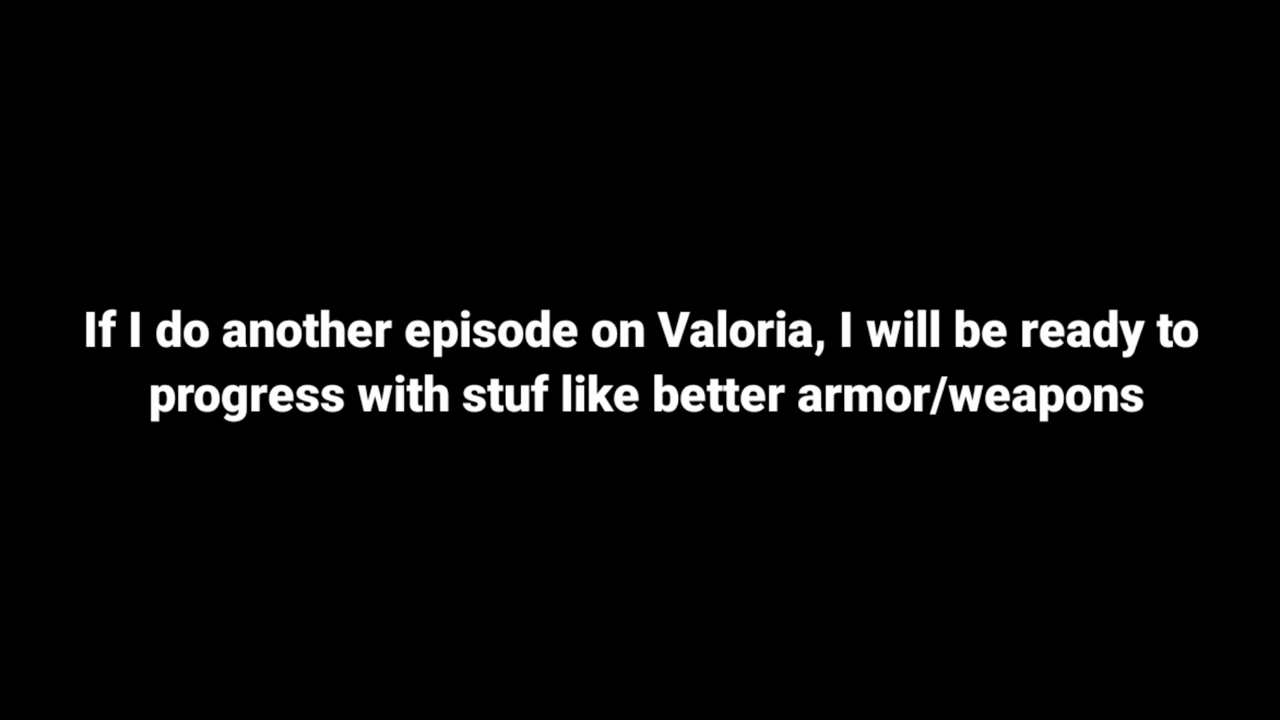 If I do another episode on Valoria, I will be ready to
progress with stuf like better armor/weapons